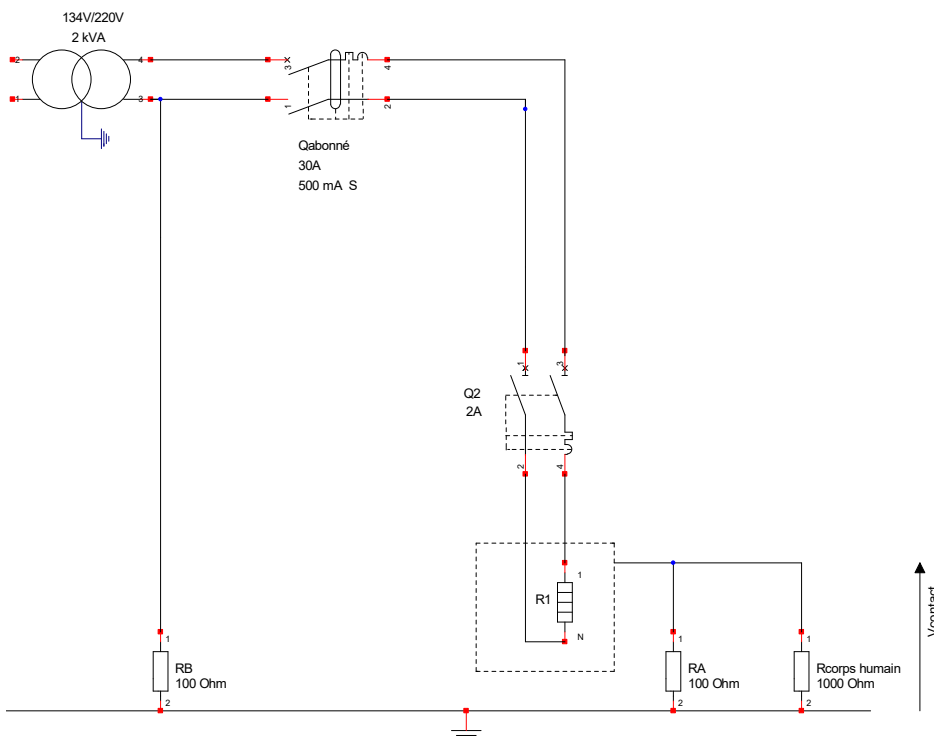 134V/220V
2 kVA
2
4
1
3
3
4
1
2
Qabonné
30A
500 mA S
1
3
Q2
2A
2
4
1
R1
N
1
RB
100 Ohm
2
1
RA
100 Ohm
2
1
Rcorps humain
1000 Ohm
2
Vcontact